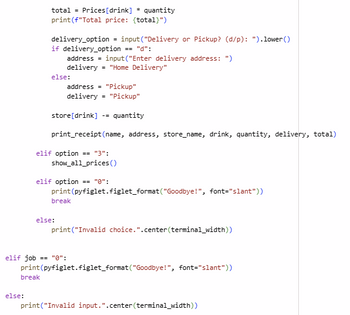 total = Prices[drink] * quantity
print(f"Total price: {total}")
delivery_option = input("Delivery or Pickup? (d/p): ").lower()
if delivery_option == "d":
address = input("Enter delivery address: ")
delivery = "Home Delivery"
else:
address = "Pickup"
delivery = "Pickup"
store[drink] -= quantity
print_receipt(name, address, store_name, drink, quantity, delivery, total)
elif option == "3":
show_all_prices()
elif option == "0":
print(pyfiglet.figlet_format("Goodbye!", font="slant"))
break
else:
print("Invalid choice.".center(terminal_width))
elif job == "0":
print(pyfiglet.figlet_format("Goodbye!", font="slant"))
break
else:
print("Invalid input.".center(terminal_width))